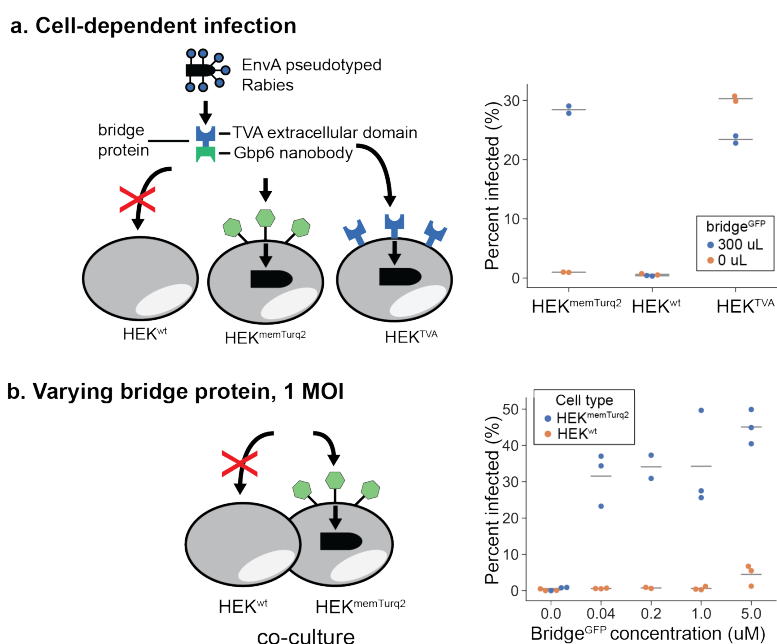 a. Cell-dependent infection
EnvA pseudotyped
Rabies
bridge
protein
TVA extracellular domain
Gbp6 nanobody
HEKwt
HEKmemTurq2
HEKTVA
Percent infected (%)
30
20
10
0
bridgeGFP
300 uL
0 uL
HEKmemTurq2
HEKwt
HEKTVA
b. Varying bridge protein, 1 MOI
HEKwt
HEKmemTurq2
co-culture
Percent infected (%)
50
40
30
20
10
0
Cell type
HEKmemTurq2
HEKwt
0.0 0.04 0.2 1.0 5.0
BridgeGFP concentration (uM)